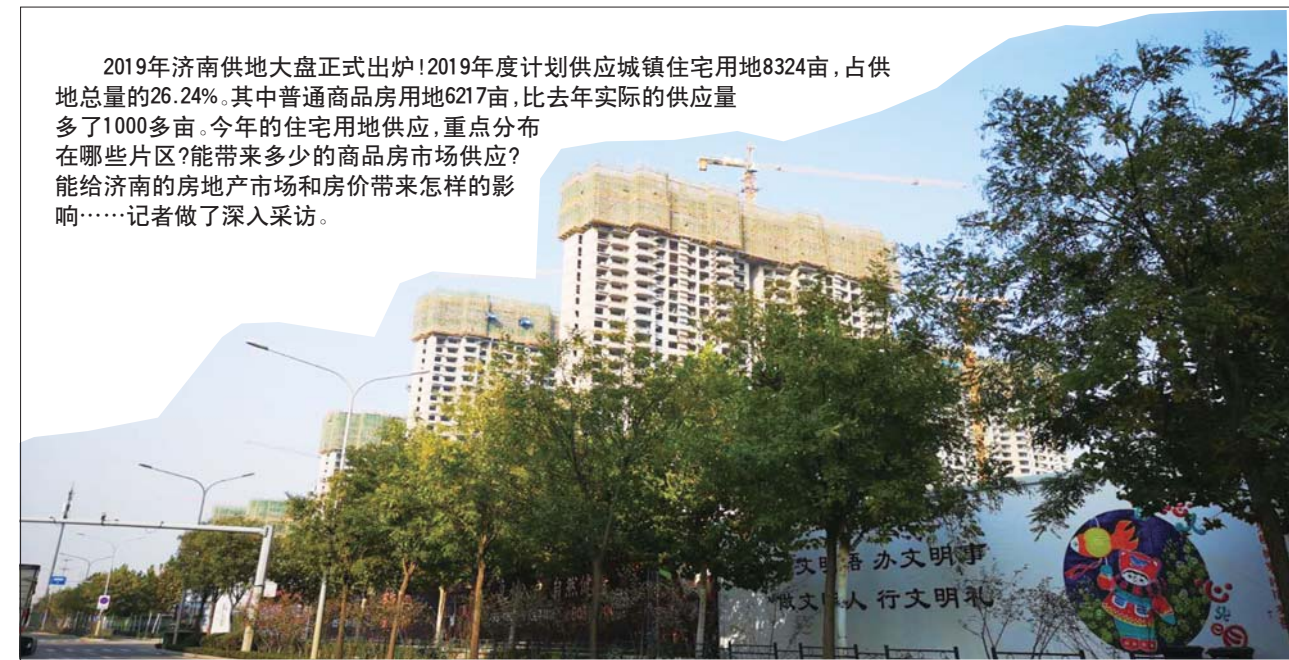 2019年济南供地大盘正式出炉!2019年度计划供应城镇住宅用地8324亩,占供
地总量的26.24%。其中普通商品房用地6217亩,比去年实际的供应量
多了1000多亩。今年的住宅用地供应,重点分布
在哪些片区?能带来多少的商品房市场供应?
能给济南的房地产市场和房价带来怎样的影
响……记者做了深入采访。
文明语 办文明事
做文明人 行文明礼